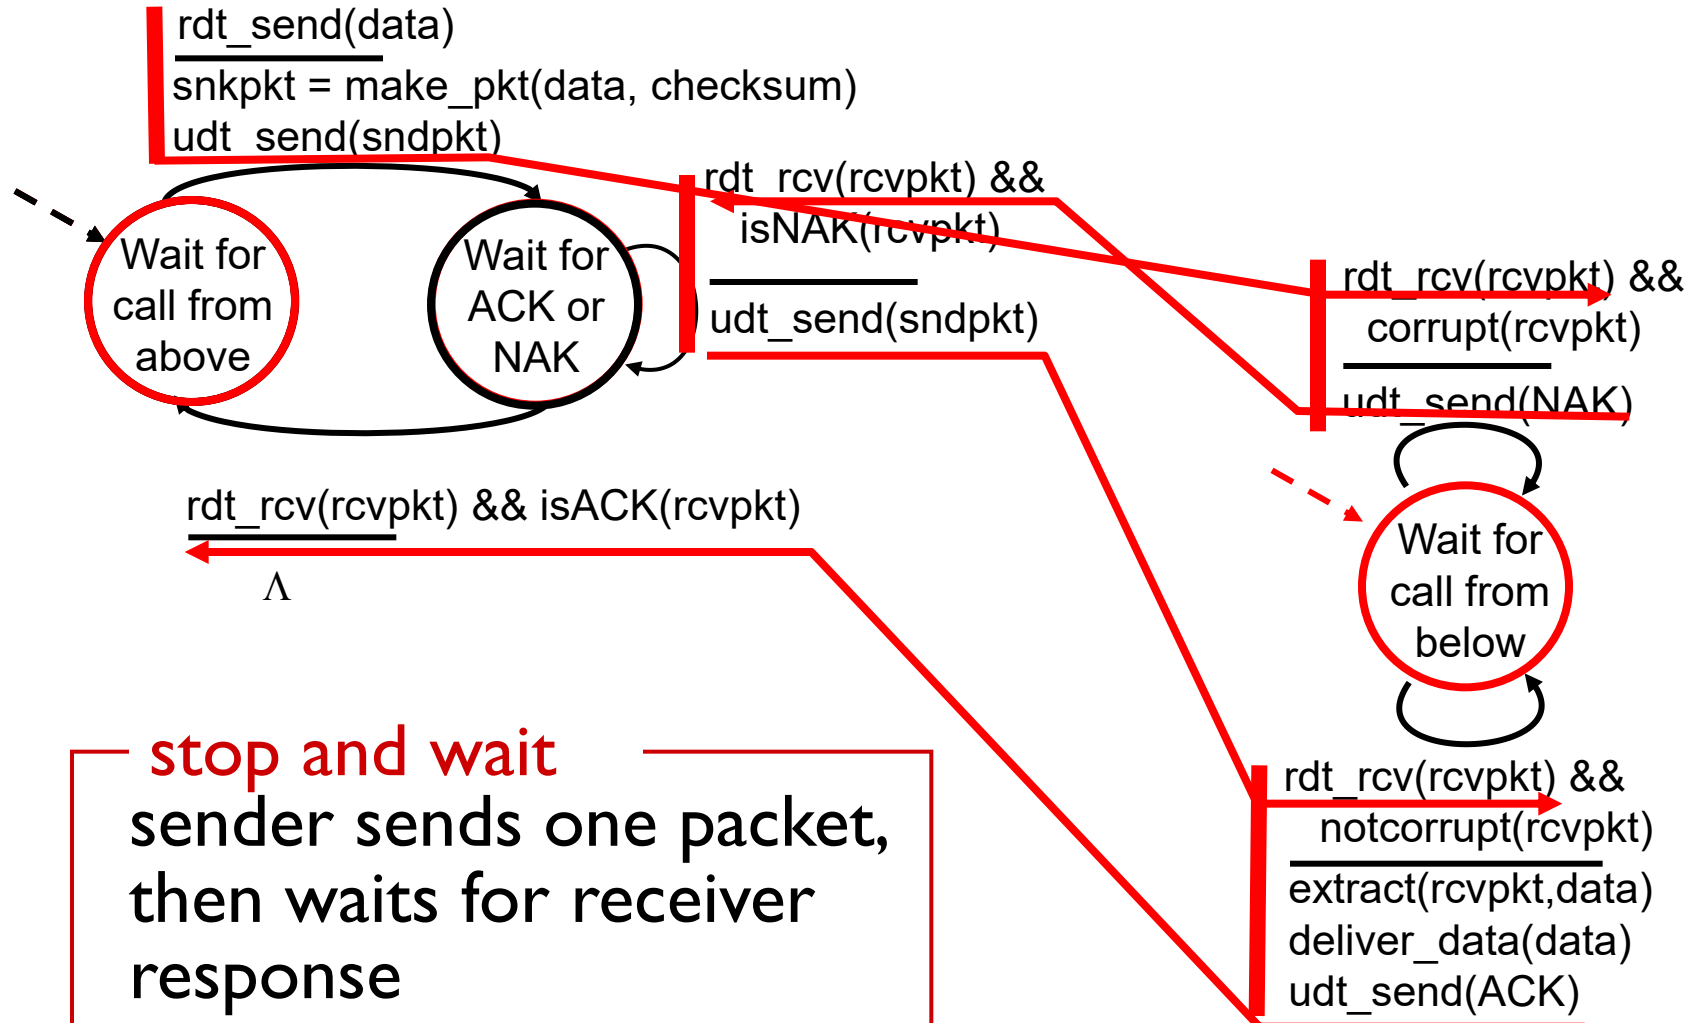 rdt_send(data)
snkpkt = make_pkt(data, checksum)
udt_send(sndpkt)
rdt_rcv(rcvpkt) &&
isNAK(rcvpkt)
udt_send(sndpkt)
Wait for
call from
above
Wait for
ACK or
NAK
rdt_rcv(rcvpkt) && isACK(rcvpkt)
Λ
rdt_rcv(rcvpkt) &&
corrupt(rcvpkt)
udt_send(NAK)
Wait for
call from
below
rdt_rcv(rcvpkt) &&
notcorrupt(rcvpkt)
extract(rcvpkt,data)
deliver_data(data)
udt_send(ACK)
stop and wait
sender sends one packet,
then waits for receiver
response